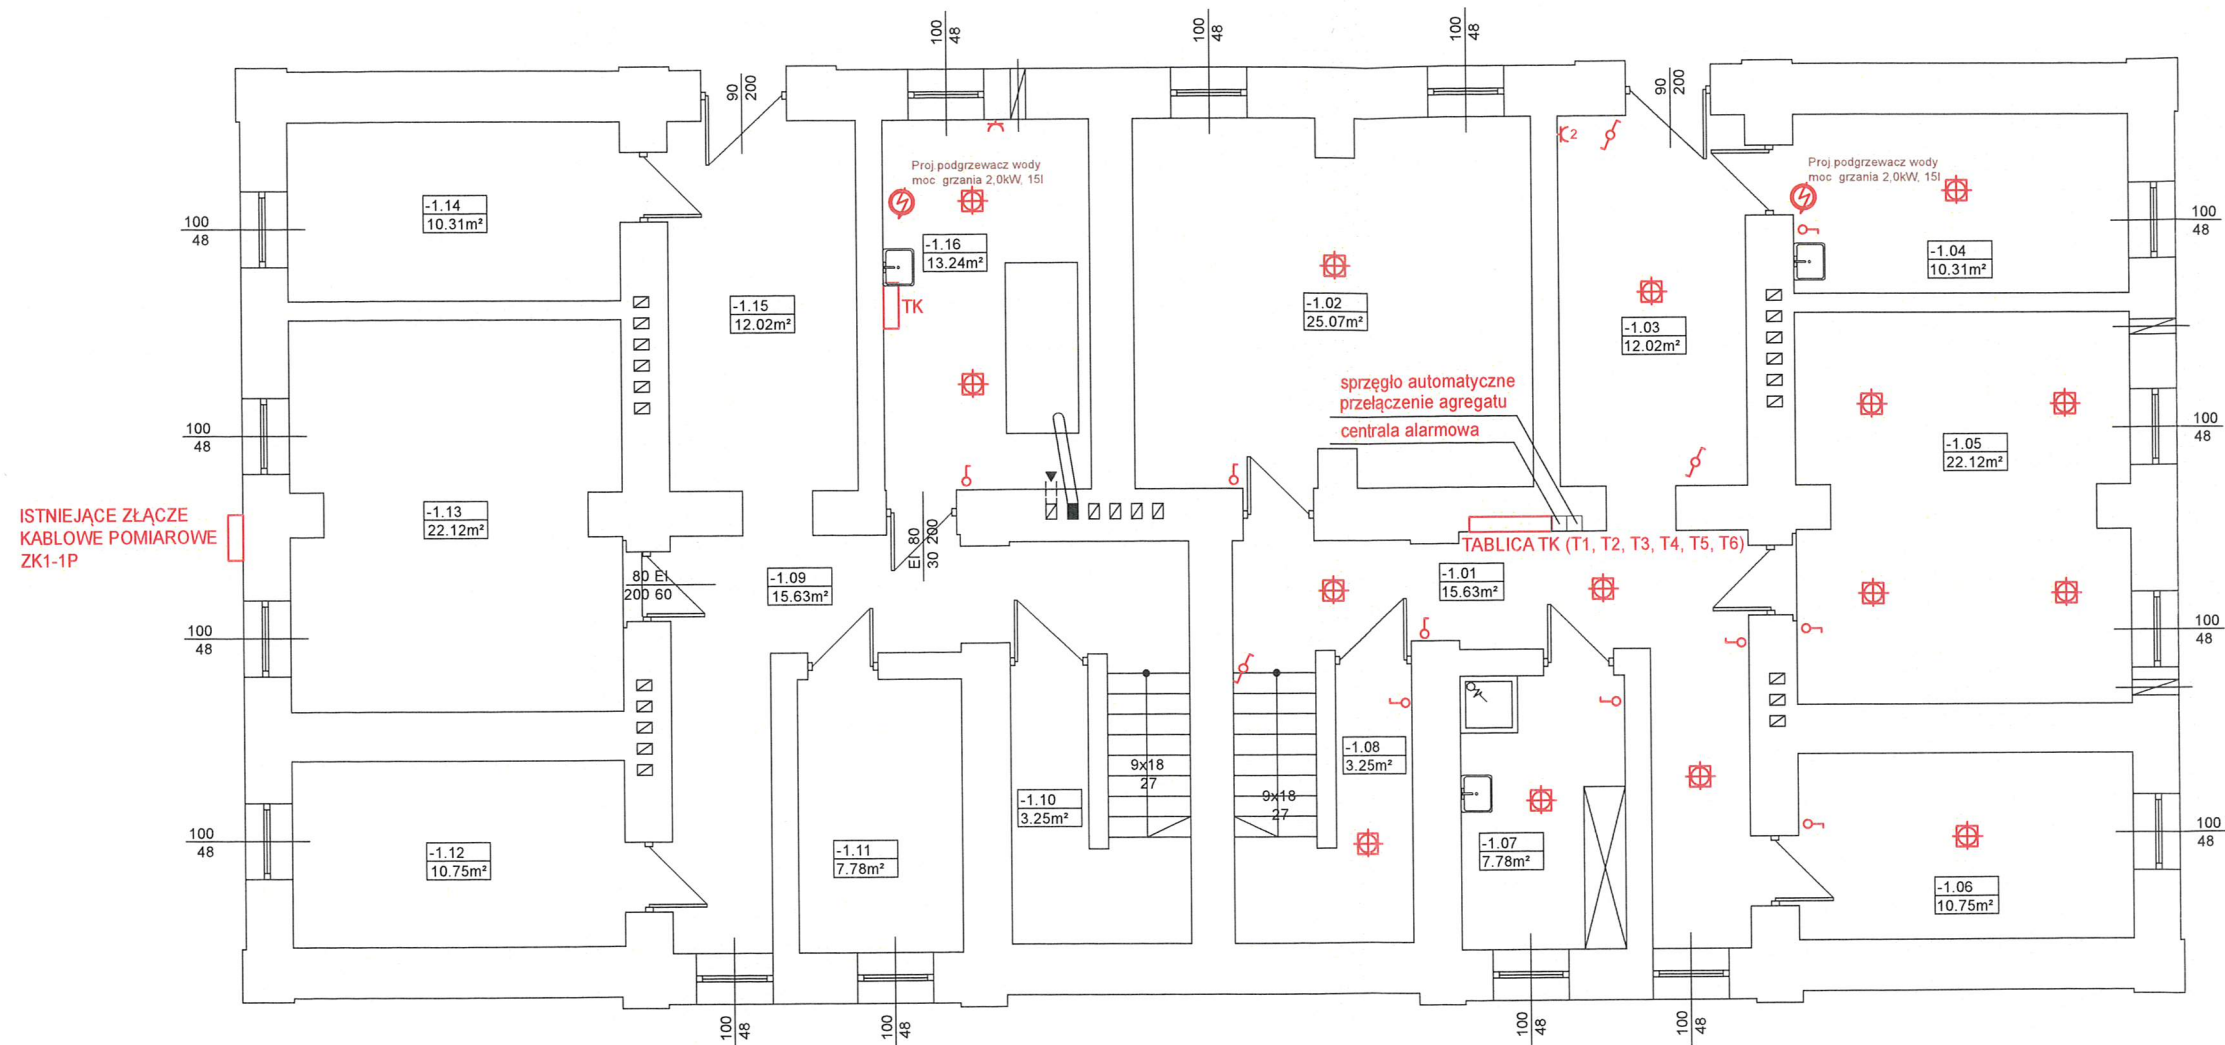 100
48
100
48
100
48
90
200
90
200
Proj.podgrzewacz wody
moc grzania 2,0kW, 15l
Proj.podgrzewacz wody
moc grzania 2,0kW, 15l
2
-1.14
10.31m²
100
48
-1.16
13.24m²
-1.04
10.31m²
100
48
-1.15
12.02m²
TK
-1.02
25.07m²
-1.03
12.02m²
sprzęgło automatyczne
przełączenie agregatu
centrala alarmowa
100
48
-1.05
22.12m²
100
48
ISTNIEJĄCE ZŁĄCZE
KABLOWE POMIAROWE
ZK1-1P
-1.13
22.12m²
TABLICA TK (T1, T2, T3, T4, T5, T6)
80 EI
200 60
-1.09
15.63m²
EI 80
30 200
-1.01
15.63m²
100
48
100
48
-1.08
3.25m²
9x18
27
9x18
27
-1.10
3.25m²
100
48
-1.12
10.75m²
-1.11
7.78m²
-1.07
7.78m²
-1.06
10.75m²
100
48
100
48
100
48
100
48
100
48